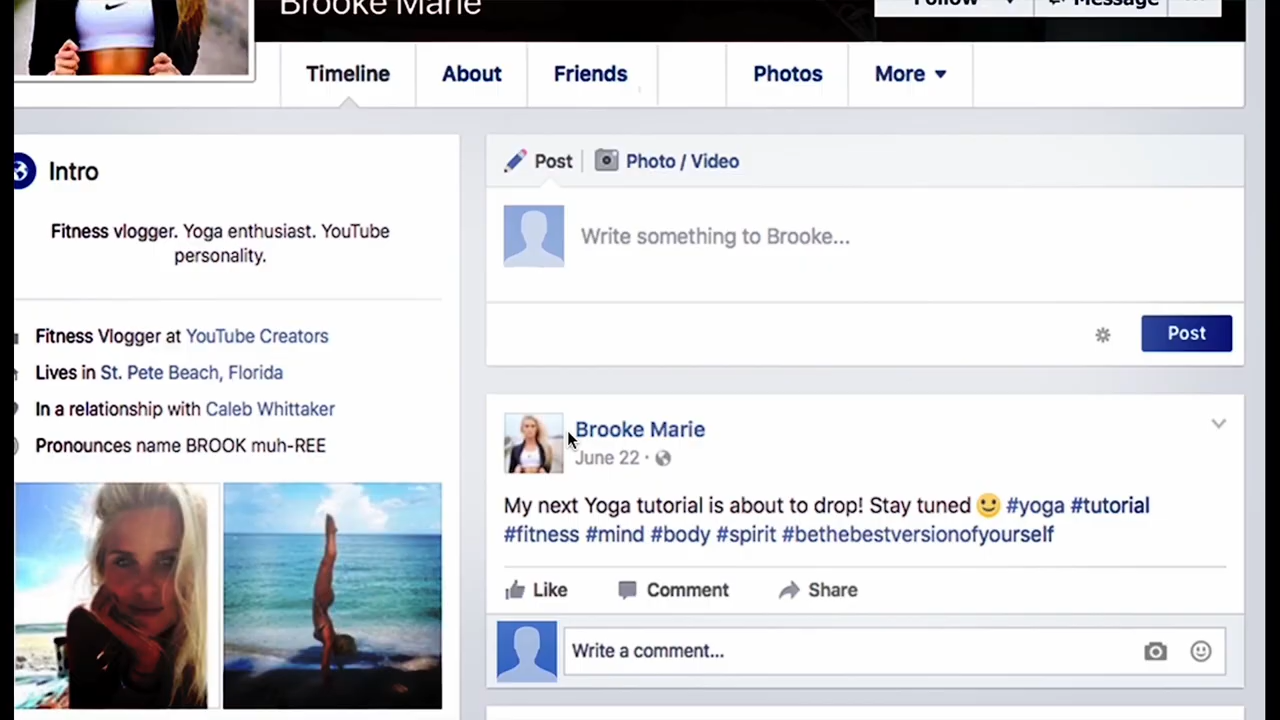 Brooke Marie
Follow
Message
Timeline
About
Friends
Photos
More
Intro
Fitness vlogger. Yoga enthusiast. YouTube
personality.
Fitness Vlogger at YouTube Creators
Lives in St. Pete Beach, Florida
In a relationship with Caleb Whittaker
Pronounces name BROOK muh-REE
Post
Photo / Video
Write something to Brooke...
Post
Brooke Marie
June 22 ·
My next Yoga tutorial is about to drop! Stay tuned 🙂 #yoga #tutorial
#fitness #mind #body #spirit #bethebestversionofyourself
Like
Comment
Share
Write a comment...